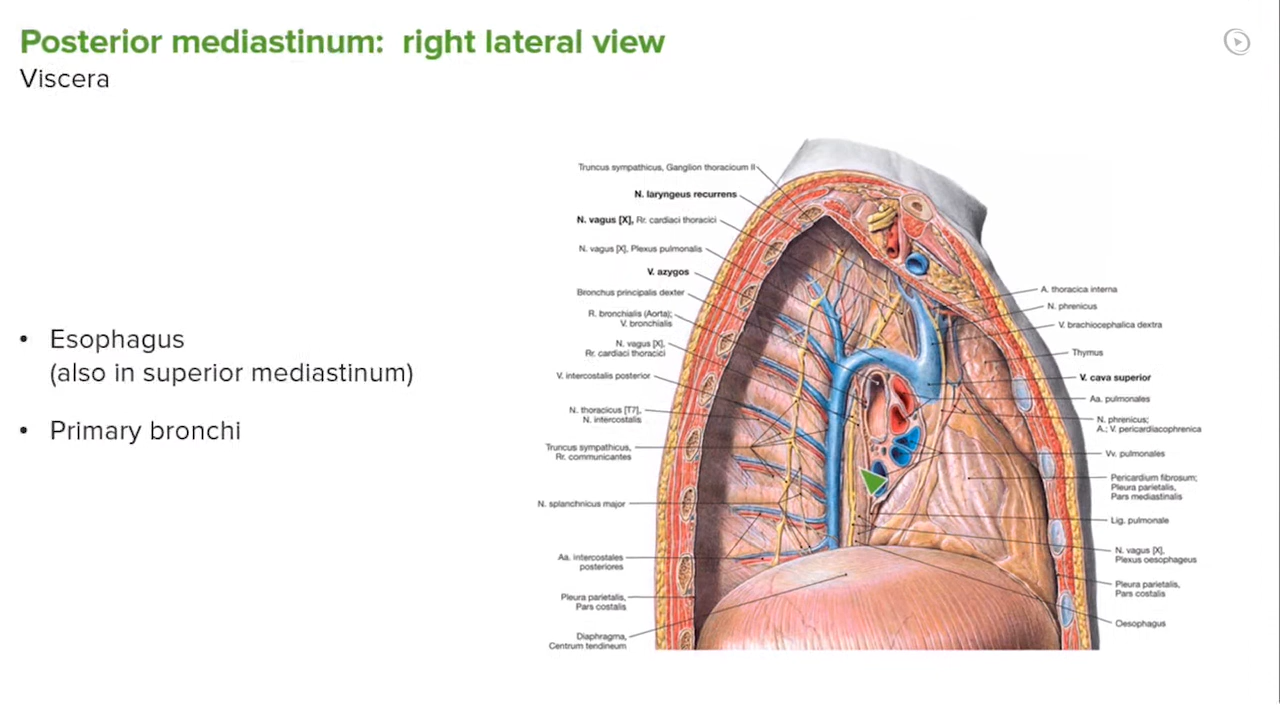 Posterior mediastinum: right lateral view
Viscera
• Esophagus
(also in superior mediastinum)
• Primary bronchi
Truncus sympathicus, Ganglion thoracicum II
N. laryngeus recurrens
N. vagus [X], Rr. cardiaci thoracici
N. vagus [X], Plexus pulmonalis
V. azygos
Bronchus principalis dexter
R. bronchialis (Aorta);
V. bronchialis
N. vagus [X],
Rr. cardiaci thoracici
V. intercostalis posterior
N. thoracicus [T7],
N. intercostalis
Truncus sympathicus,
Rr. communicantes
N. splanchnicus major
Aa. intercostales
posteriores
Pleura parietalis,
Pars costalis
Diaphragma,
Centrum tendineum
A. thoracica interna
N. phrenicus
V. brachiocephalica dextra
Thymus
V. cava superior
Aa. pulmonales
N. phrenicus;
A.; V. pericardiacophrenica
Vv. pulmonales
Pericardium fibrosum;
Pleura parietalis,
Pars mediastinalis
Lig. pulmonale
N. vagus [X],
Plexus oesophageus
Pleura parietalis,
Pars costalis
Oesophagus